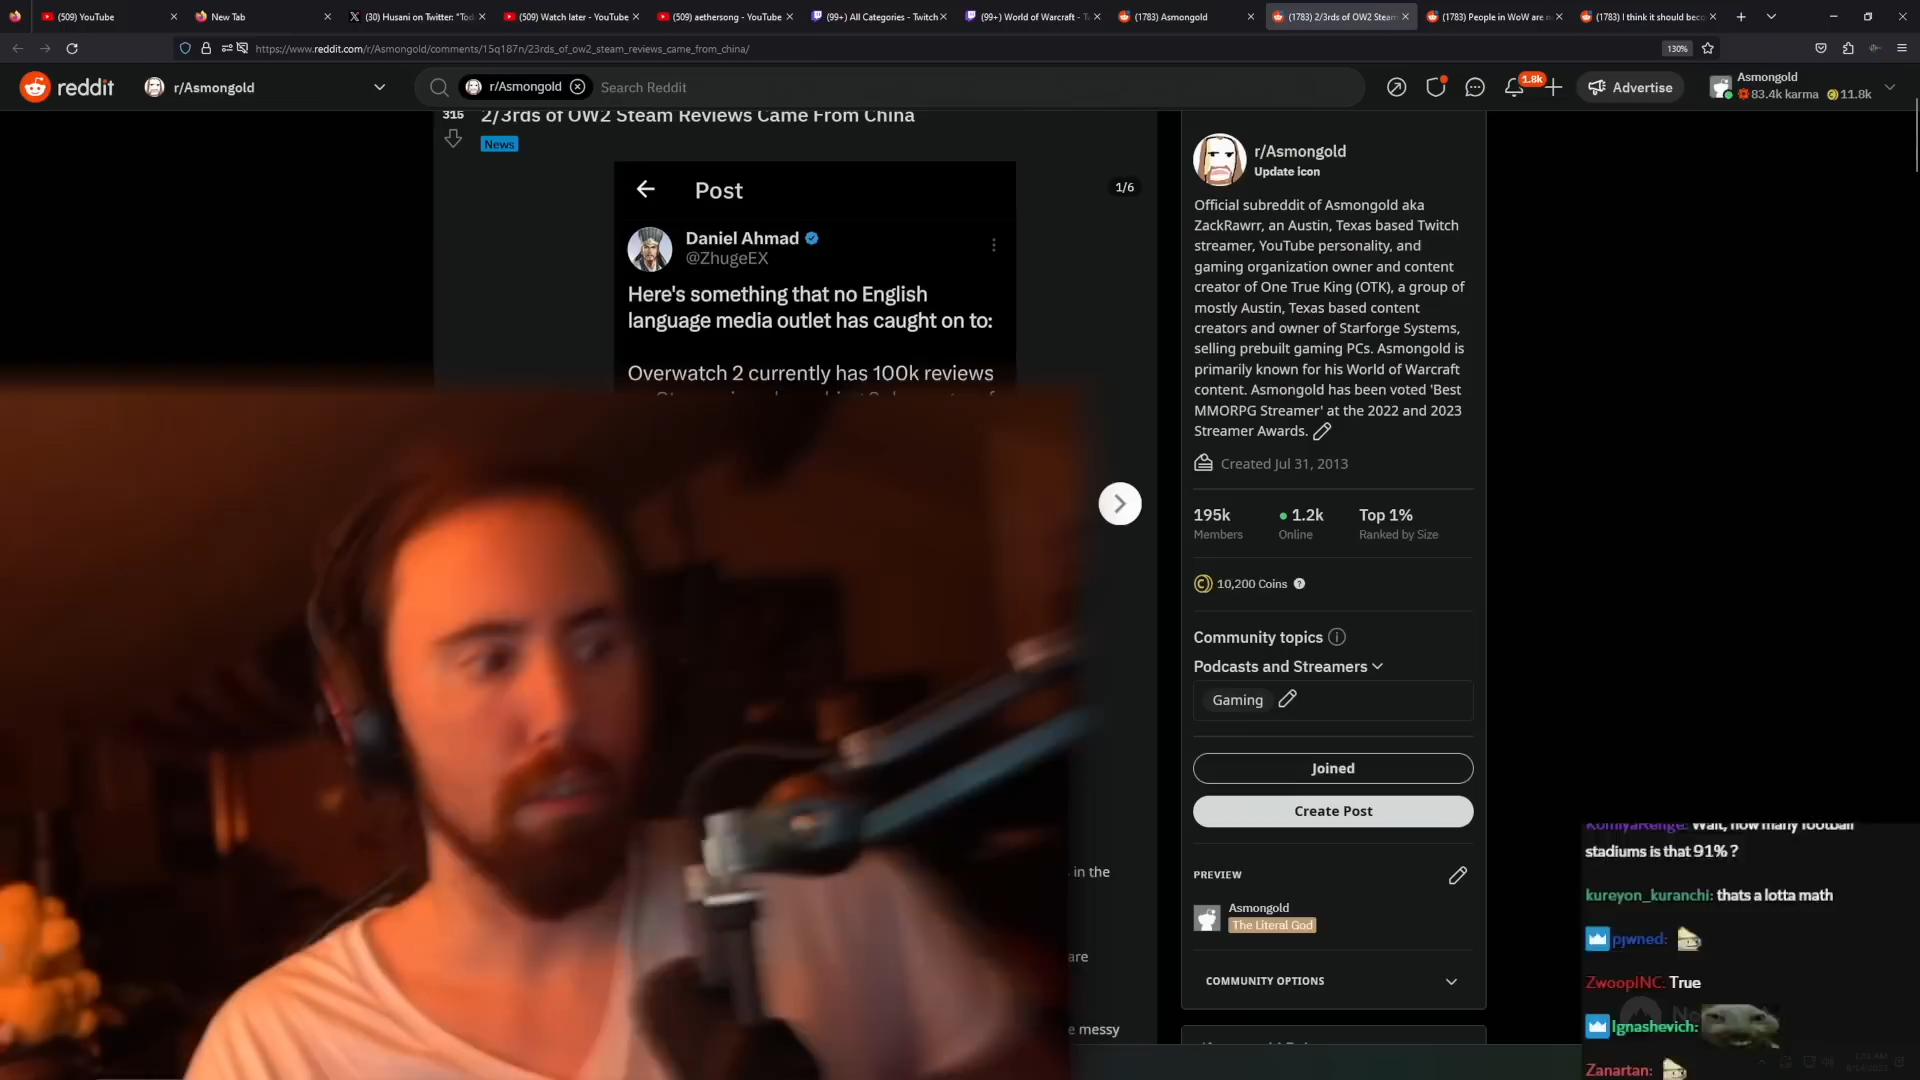 (509) YouTube
New Tab
(30) Husani on Twitter: "Tod
(509) Watch later - YouTube
(509) aethersong - YouTube
(99+) All Categories - Twitch
(99+) World of Warcraft - T
(1783) Asmongold
(1783) 2/3rds of OW2 Steam
(1783) People in WoW are n
(1783) I think it should beco
https://www.reddit.com/r/Asmongold/comments/15q187n/23rds_of_ow2_steam_reviews_came_from_china/
130%
reddit
r/Asmongold
r/Asmongold
Search Reddit
1.8k
Advertise
Asmongold
83.4k karma
11.8k
315
2/3rds of OW2 Steam Reviews Came From China
News
Post
1/6
Daniel Ahmad
@ZhugeEX
Here's something that no English
language media outlet has caught on to:
Overwatch 2 currently has 100k reviews
in the
are
e messy
r/Asmongold
Update icon
Official subreddit of Asmongold aka
ZackRawrr, an Austin, Texas based Twitch
streamer, YouTube personality, and
gaming organization owner and content
creator of One True King (OTK), a group of
mostly Austin, Texas based content
creators and owner of Starforge Systems,
selling prebuilt gaming PCs. Asmongold is
primarily known for his World of Warcraft
content. Asmongold has been voted 'Best
MMORPG Streamer' at the 2022 and 2023
Streamer Awards.
Created Jul 31, 2013
195k
Members
1.2k
Online
Top 1%
Ranked by Size
10,200 Coins
Community topics
Podcasts and Streamers
Gaming
Joined
Create Post
PREVIEW
Asmongold
The Literal God
COMMUNITY OPTIONS
KomiyaRenge: Wait, how many football
stadiums is that 91% ?
kureyon_kuranchi: thats a lotta math
pjwned:
ZwoopINC: True
Ignashevich:
Zanartan: